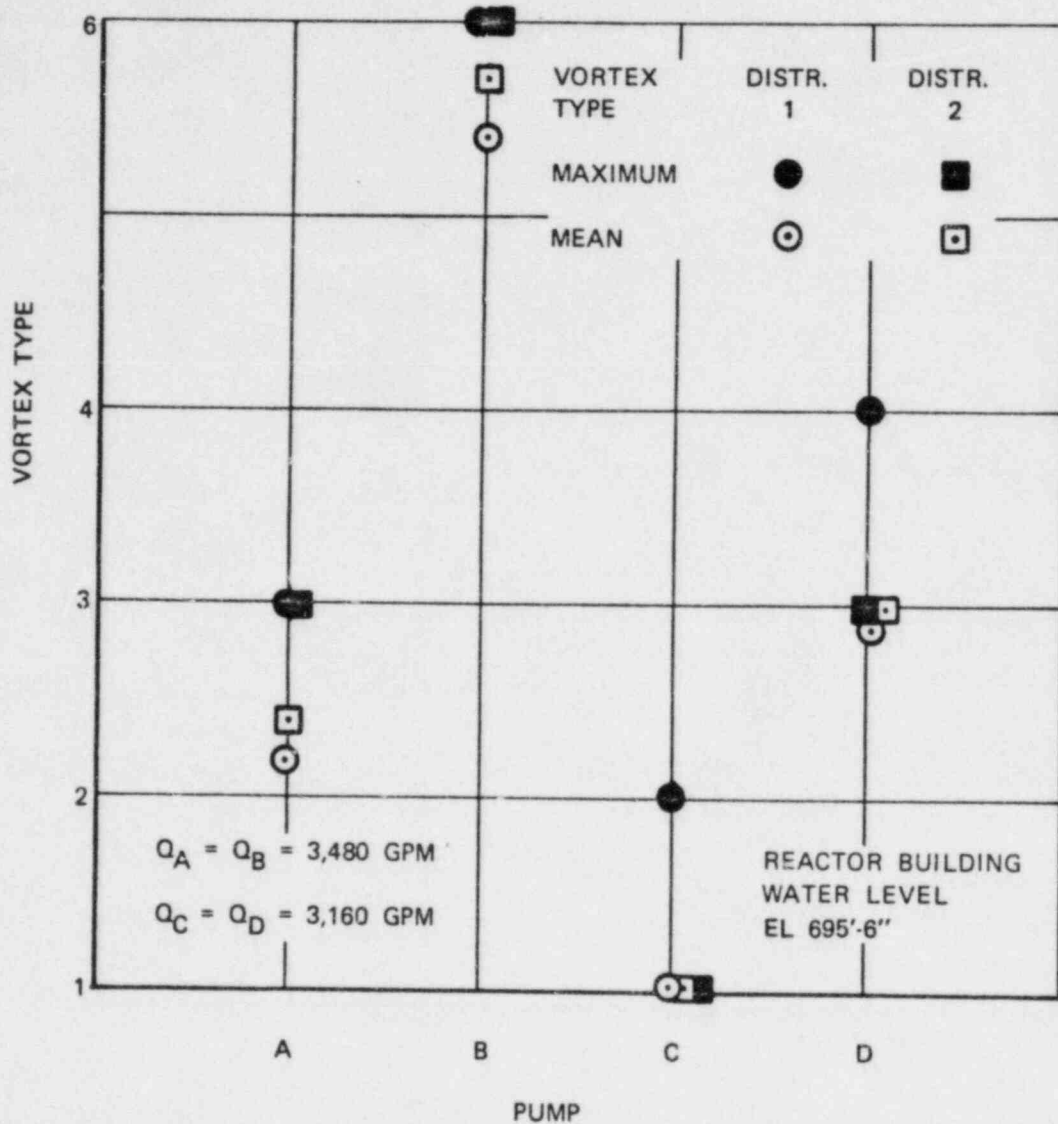 6
VORTEX TYPE DISTR. 1 DISTR. 2
MAXIMUM
MEAN
VORTEX TYPE
4
3
2
Q_A = Q_B = 3,480 GPM
Q_C = Q_D = 3,160 GPM
REACTOR BUILDING
WATER LEVEL
EL 695'-6"
1
A B C D
PUMP